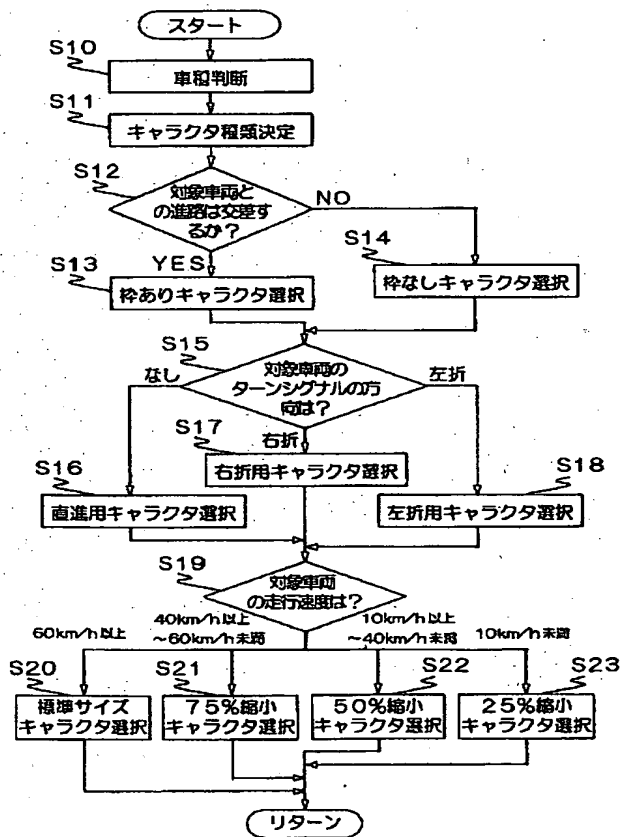 スタート
S10
車種判断
S11
キャラクタ種類決定
S12
対象車両と
の進路は交差す
るか？
NO
YES
S13
枠ありキャラクタ選択
S14
枠なしキャラクタ選択
S15
対象車両の
ターンシグナルの方
向は？
なし
左折
右折
S17
右折用キャラクタ選択
S16
直進用キャラクタ選択
S18
左折用キャラクタ選択
S19
対象車両
の走行速度は？
60km/h以上
40km/h以上
～60km/h未満
10km/h以上
～40km/h未満
10km/h未満
S20
標準サイズ
キャラクタ選択
S21
75%縮小
キャラクタ選択
S22
50%縮小
キャラクタ選択
S23
25%縮小
キャラクタ選択
リターン